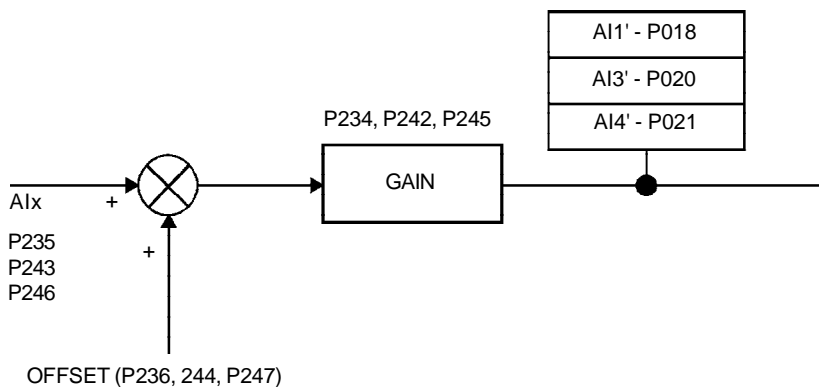 AI1' - P018
AI3' - P020
AI4' - P021
P234, P242, P245
GAIN
AIx
+
P235
P243
P246
+
OFFSET (P236, 244, P247)